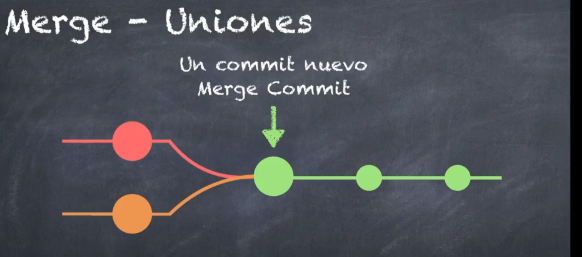 Merge - Uniones
Un commit nuevo
Merge Commit